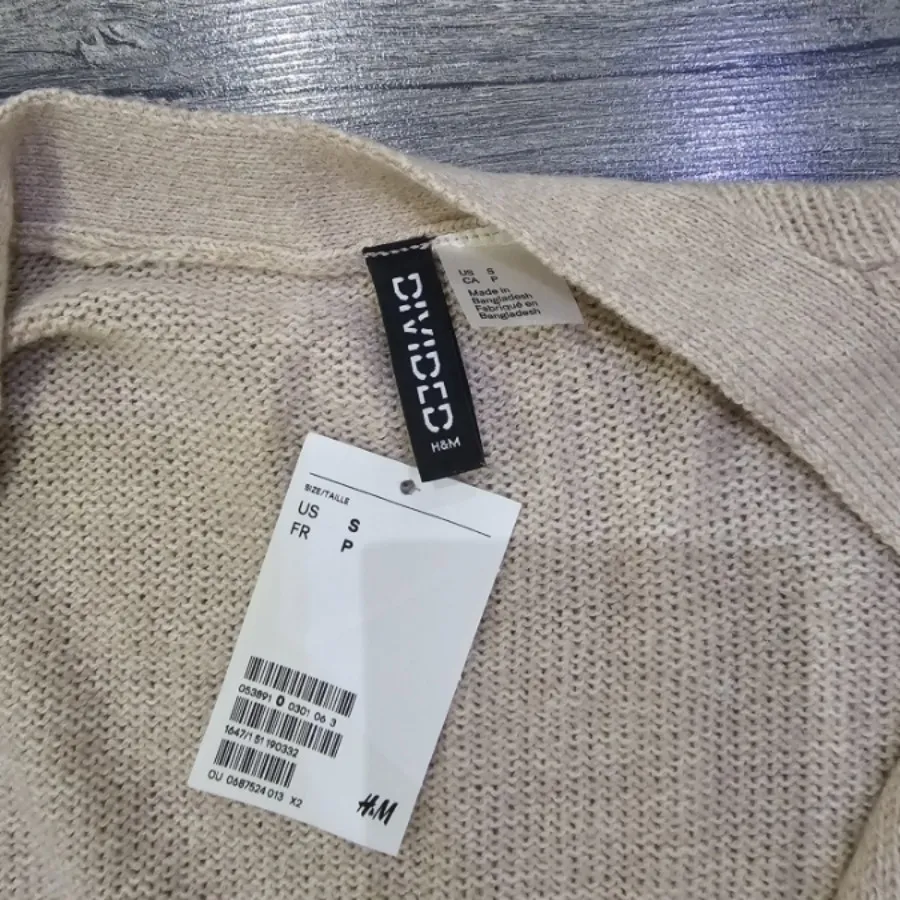 DIVIDED
H&M
US S
CA P
Made in
Bangladesh
Fabriqué en
Bangladesh
SIZE/TAILLE
US S
FR P
053891 0 0301 06 3
1647/1 51 190332
OU 0687524 013 X2
H&M